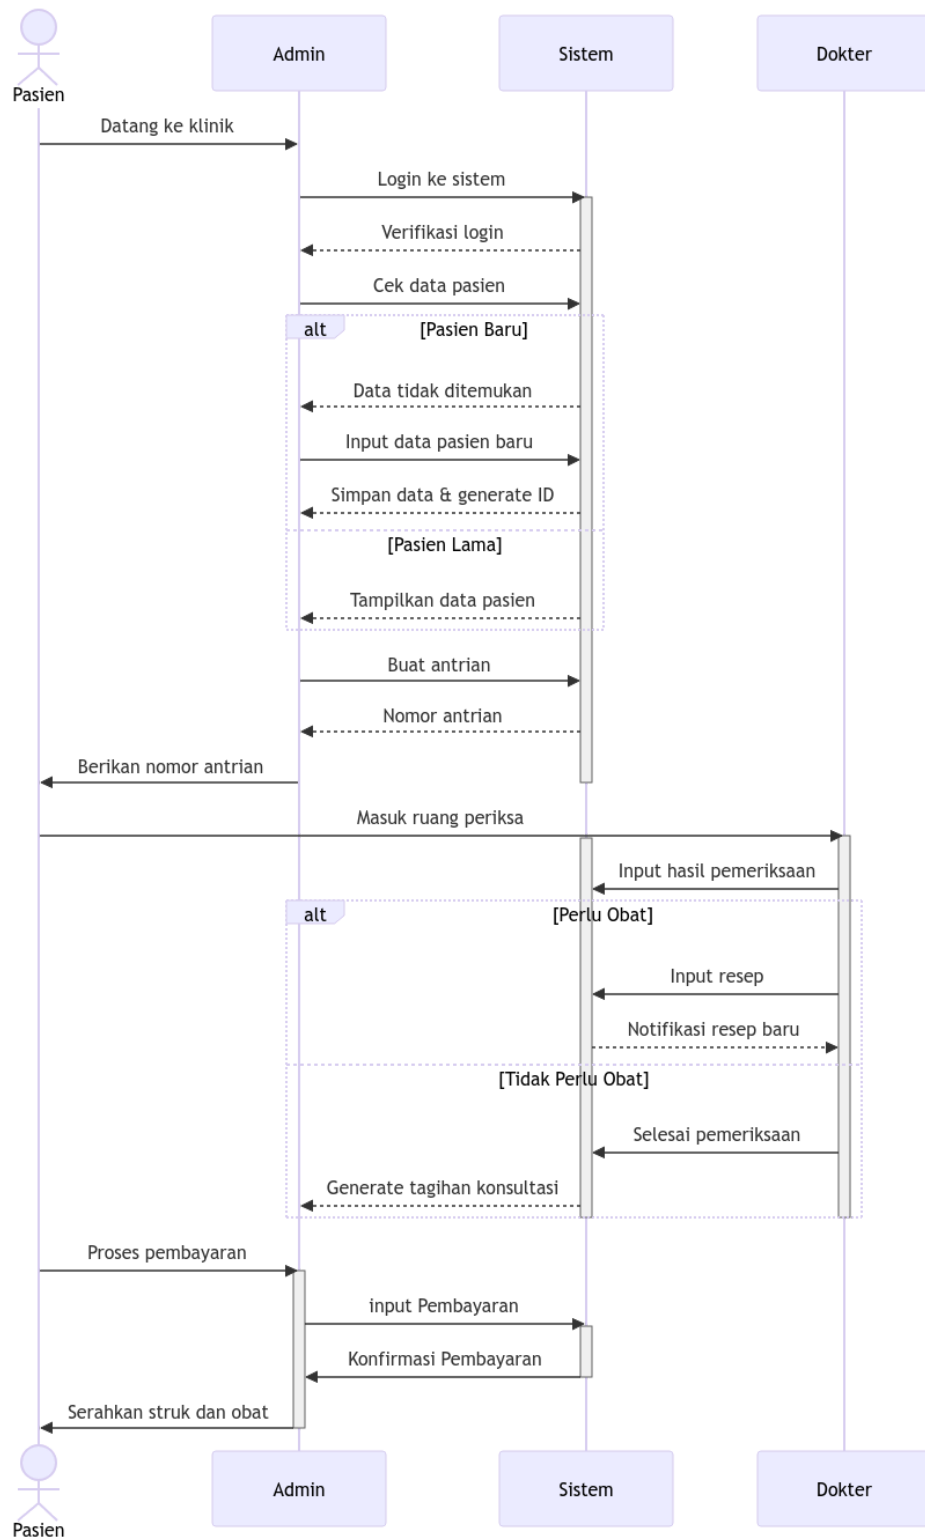 Pasien
Admin
Sistem
Dokter
Datang ke klinik
Login ke sistem
Verifikasi login
Cek data pasien
alt
[Pasien Baru]
Data tidak ditemukan
Input data pasien baru
Simpan data & generate ID
[Pasien Lama]
Tampilkan data pasien
Buat antrian
Nomor antrian
Berikan nomor antrian
Masuk ruang periksa
Input hasil pemeriksaan
alt
[Perlu Obat]
Input resep
Notifikasi resep baru
[Tidak Perlu Obat]
Selesai pemeriksaan
Generate tagihan konsultasi
Proses pembayaran
input Pembayaran
Konfirmasi Pembayaran
Serahkan struk dan obat
Pasien
Admin
Sistem
Dokter